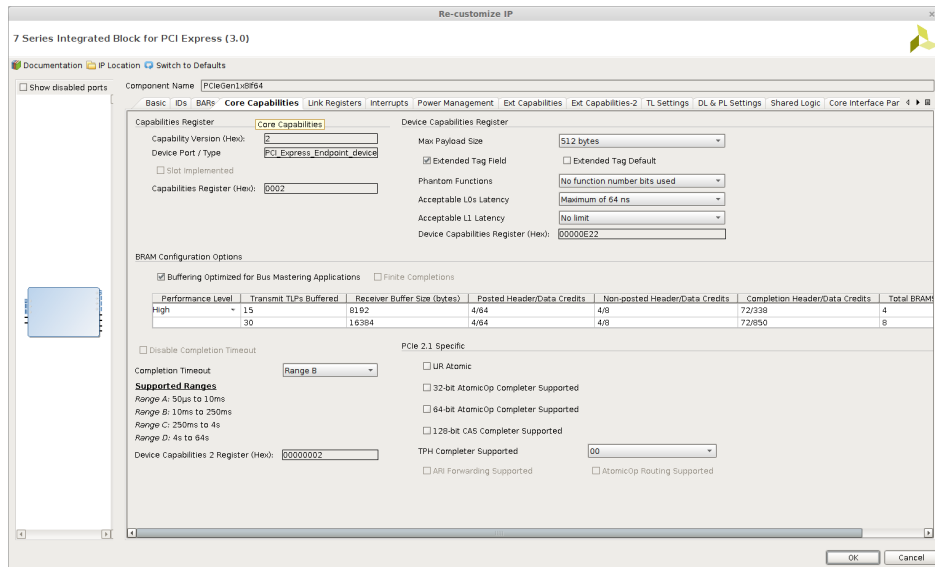 Re-customize IP
7 Series Integrated Block for PCI Express (3.0)
Documentation IP Location Switch to Defaults
Show disabled ports
Component Name PCIeGen1x8If64
Basic IDs BARs Core Capabilities Link Registers Interrupts Power Management Ext Capabilities Ext Capabilities-2 TL Settings DL & PL Settings Shared Logic Core Interface Par
Capabilities Register
Core Capabilities
Device Capabilities Register
Capability Version (Hex): 2
Max Payload Size 512 bytes
Device Port / Type PCI_Express_Endpoint_device
Extended Tag Field Extended Tag Default
Slot Implemented
Phantom Functions No function number bits used
Capabilities Register (Hex): 0002
Acceptable L0s Latency Maximum of 64 ns
Acceptable L1 Latency No limit
Device Capabilities Register (Hex): 00000E22
BRAM Configuration Options
Buffering Optimized for Bus Mastering Applications Finite Completions
Performance Level Transmit TLPs Buffered Receiver Buffer Size (bytes) Posted Header/Data Credits Non-posted Header/Data Credits Completion Header/Data Credits Total BRAMs
High 15 8192 4/64 4/8 72/338 4
30 16384 4/64 4/8 72/850 8
Disable Completion Timeout
PCIe 2.1 Specific
Completion Timeout Range B
UR Atomic
Supported Ranges
32-bit AtomicOp Completer Supported
Range A: 50µs to 10ms
Range B: 10ms to 250ms
64-bit AtomicOp Completer Supported
Range C: 250ms to 4s
128-bit CAS Completer Supported
Range D: 4s to 64s
Device Capabilities 2 Register (Hex): 00000002
TPH Completer Supported 00
ARI Forwarding Supported AtomicOp Routing Supported
OK Cancel